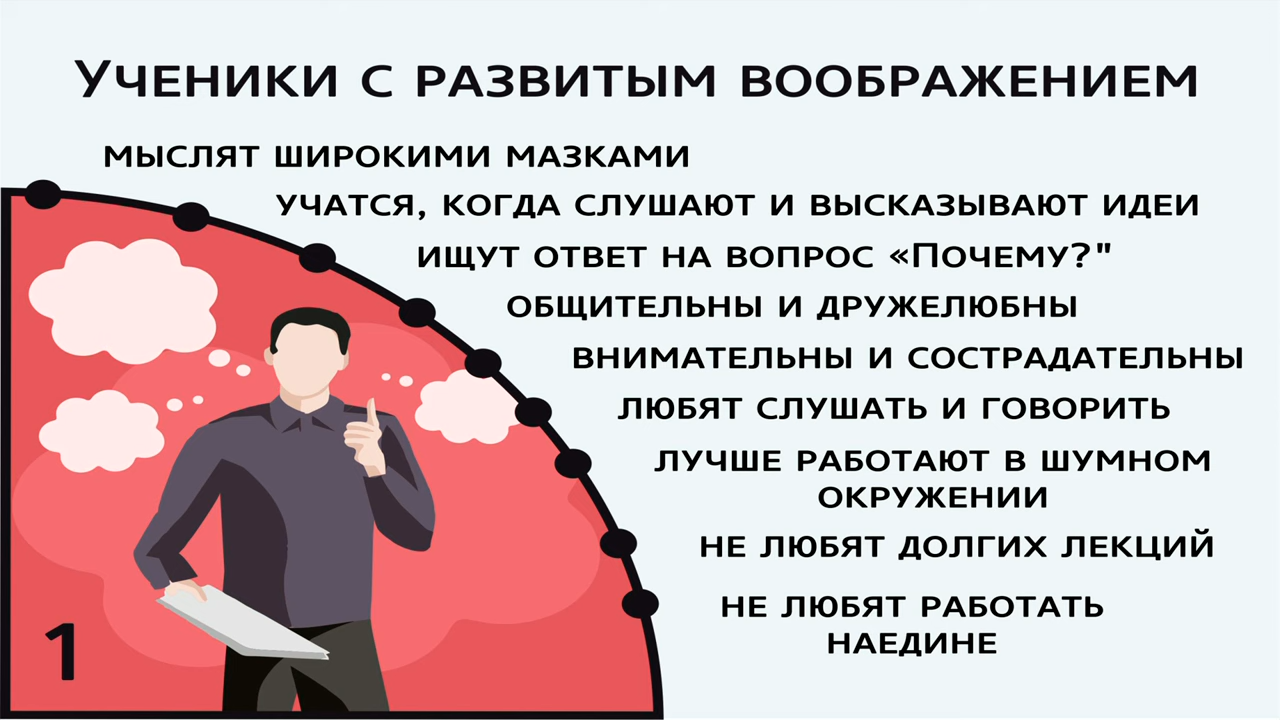 Ученики с развитым воображением
мыслят широкими мазками
учатся, когда слушают и высказывают идеи
ищут ответ на вопрос «Почему?"
общительны и дружелюбны
внимательны и сострадательны
любят слушать и говорить
лучше работают в шумном
окружении
не любят долгих лекций
не любят работать
наедине
1